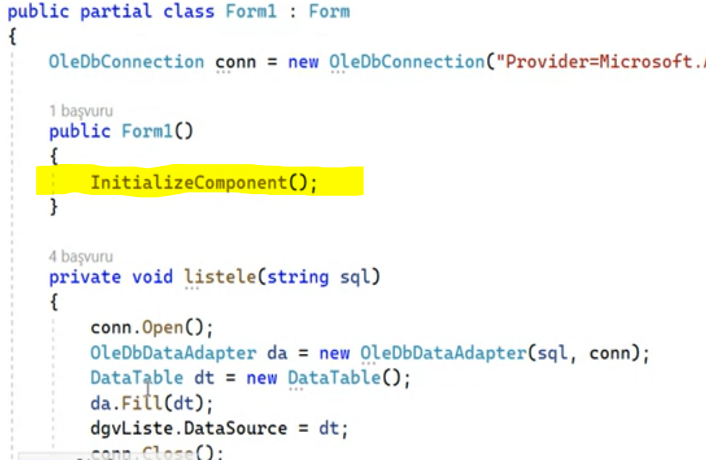 public partial class Form1 : Form
{
OleDbConnection conn = new OleDbConnection("Provider=Microsoft.
1 başvuru
public Form1()
{
InitializeComponent();
}
4 başvuru
private void listele(string sql)
{
conn.Open();
OleDbDataAdapter da = new OleDbDataAdapter(sql, conn);
DataTable dt = new DataTable();
da.Fill(dt);
dgvListe.DataSource = dt;
conn.Close();